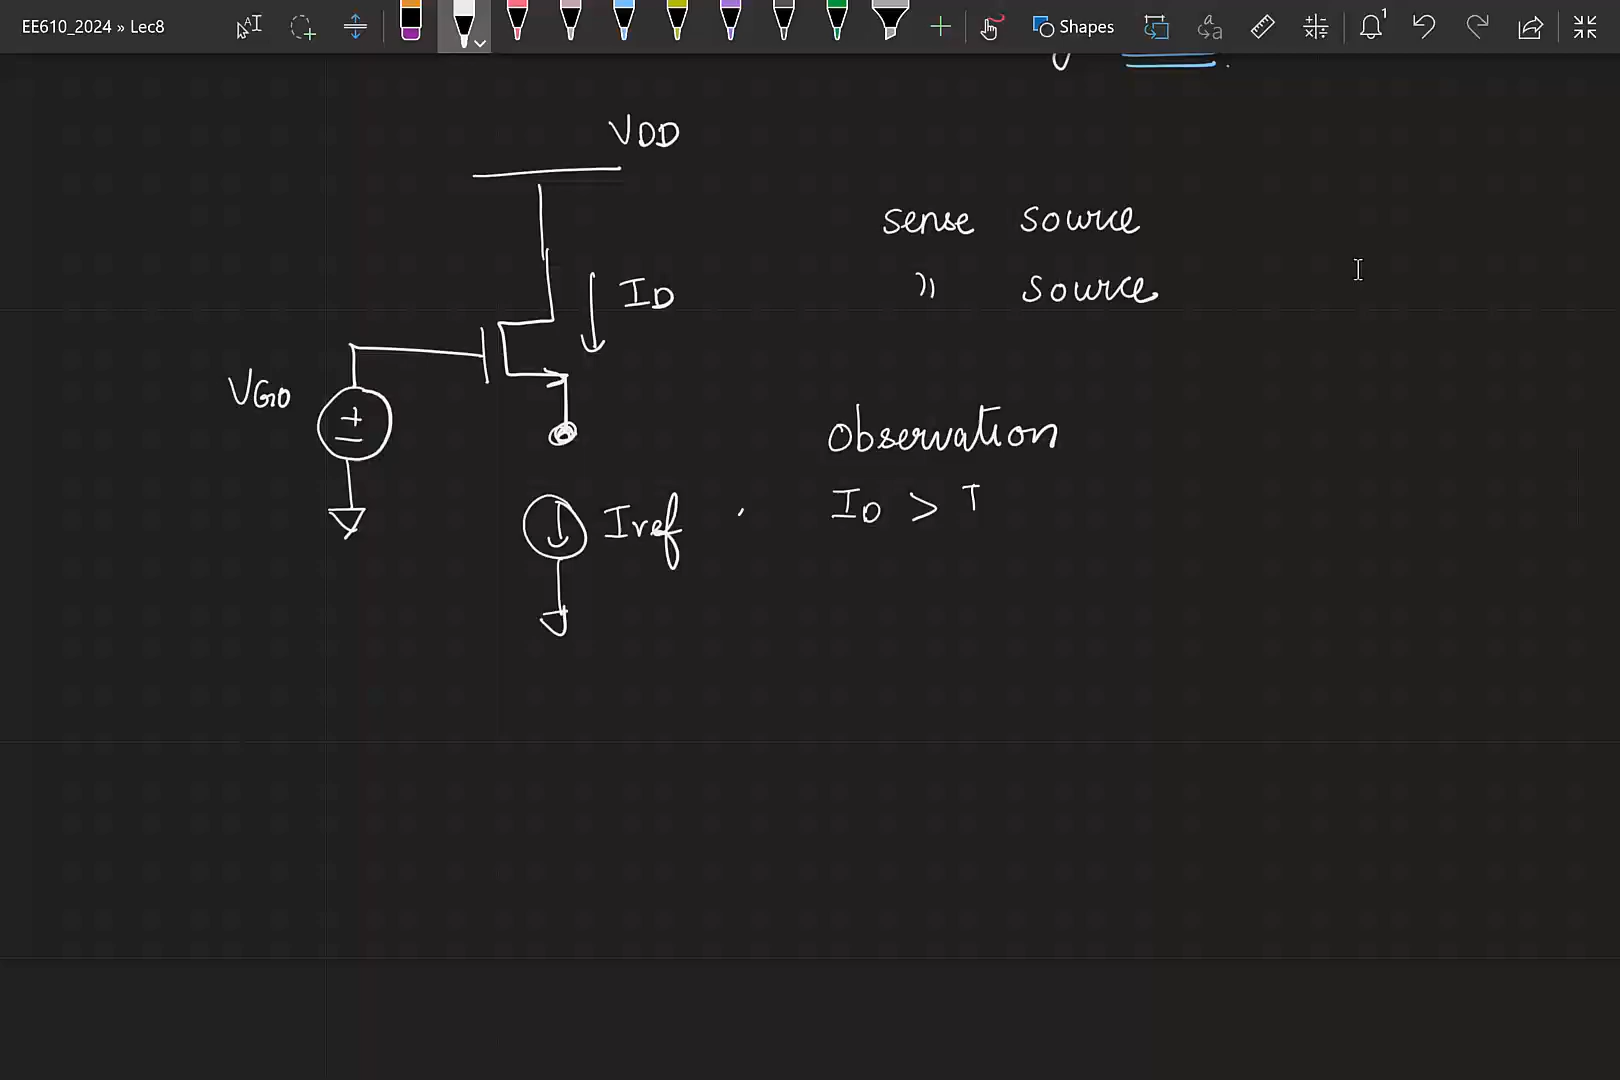 EE610_2024 » Lec8
Shapes
VDD
sense source
ID
" source
VG0
+
-
Observation
ID > I
Iref